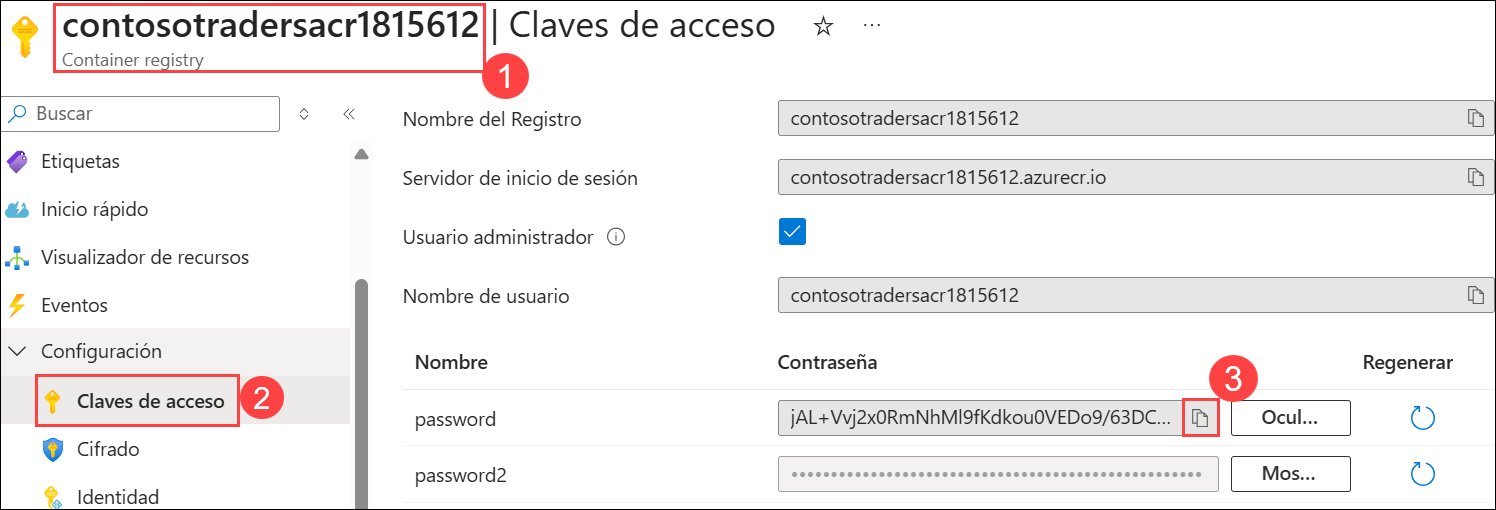 contosotradersacr1815612 | Claves de acceso ☆ ...
Container registry
1
Buscar
Etiquetas
Inicio rápido
Visualizador de recursos
Eventos
Configuración
Claves de acceso
2
Cifrado
Identidad
Nombre del Registro
contosotradersacr1815612
Servidor de inicio de sesión
contosotradersacr1815612.azurecr.io
Usuario administrador
Nombre de usuario
contosotradersacr1815612
Nombre Contraseña Regenerar
3
password jAL+Vvj2x0RmNhMl9fKdkou0VEDo9/63DC... Ocul...
password2 Mos...